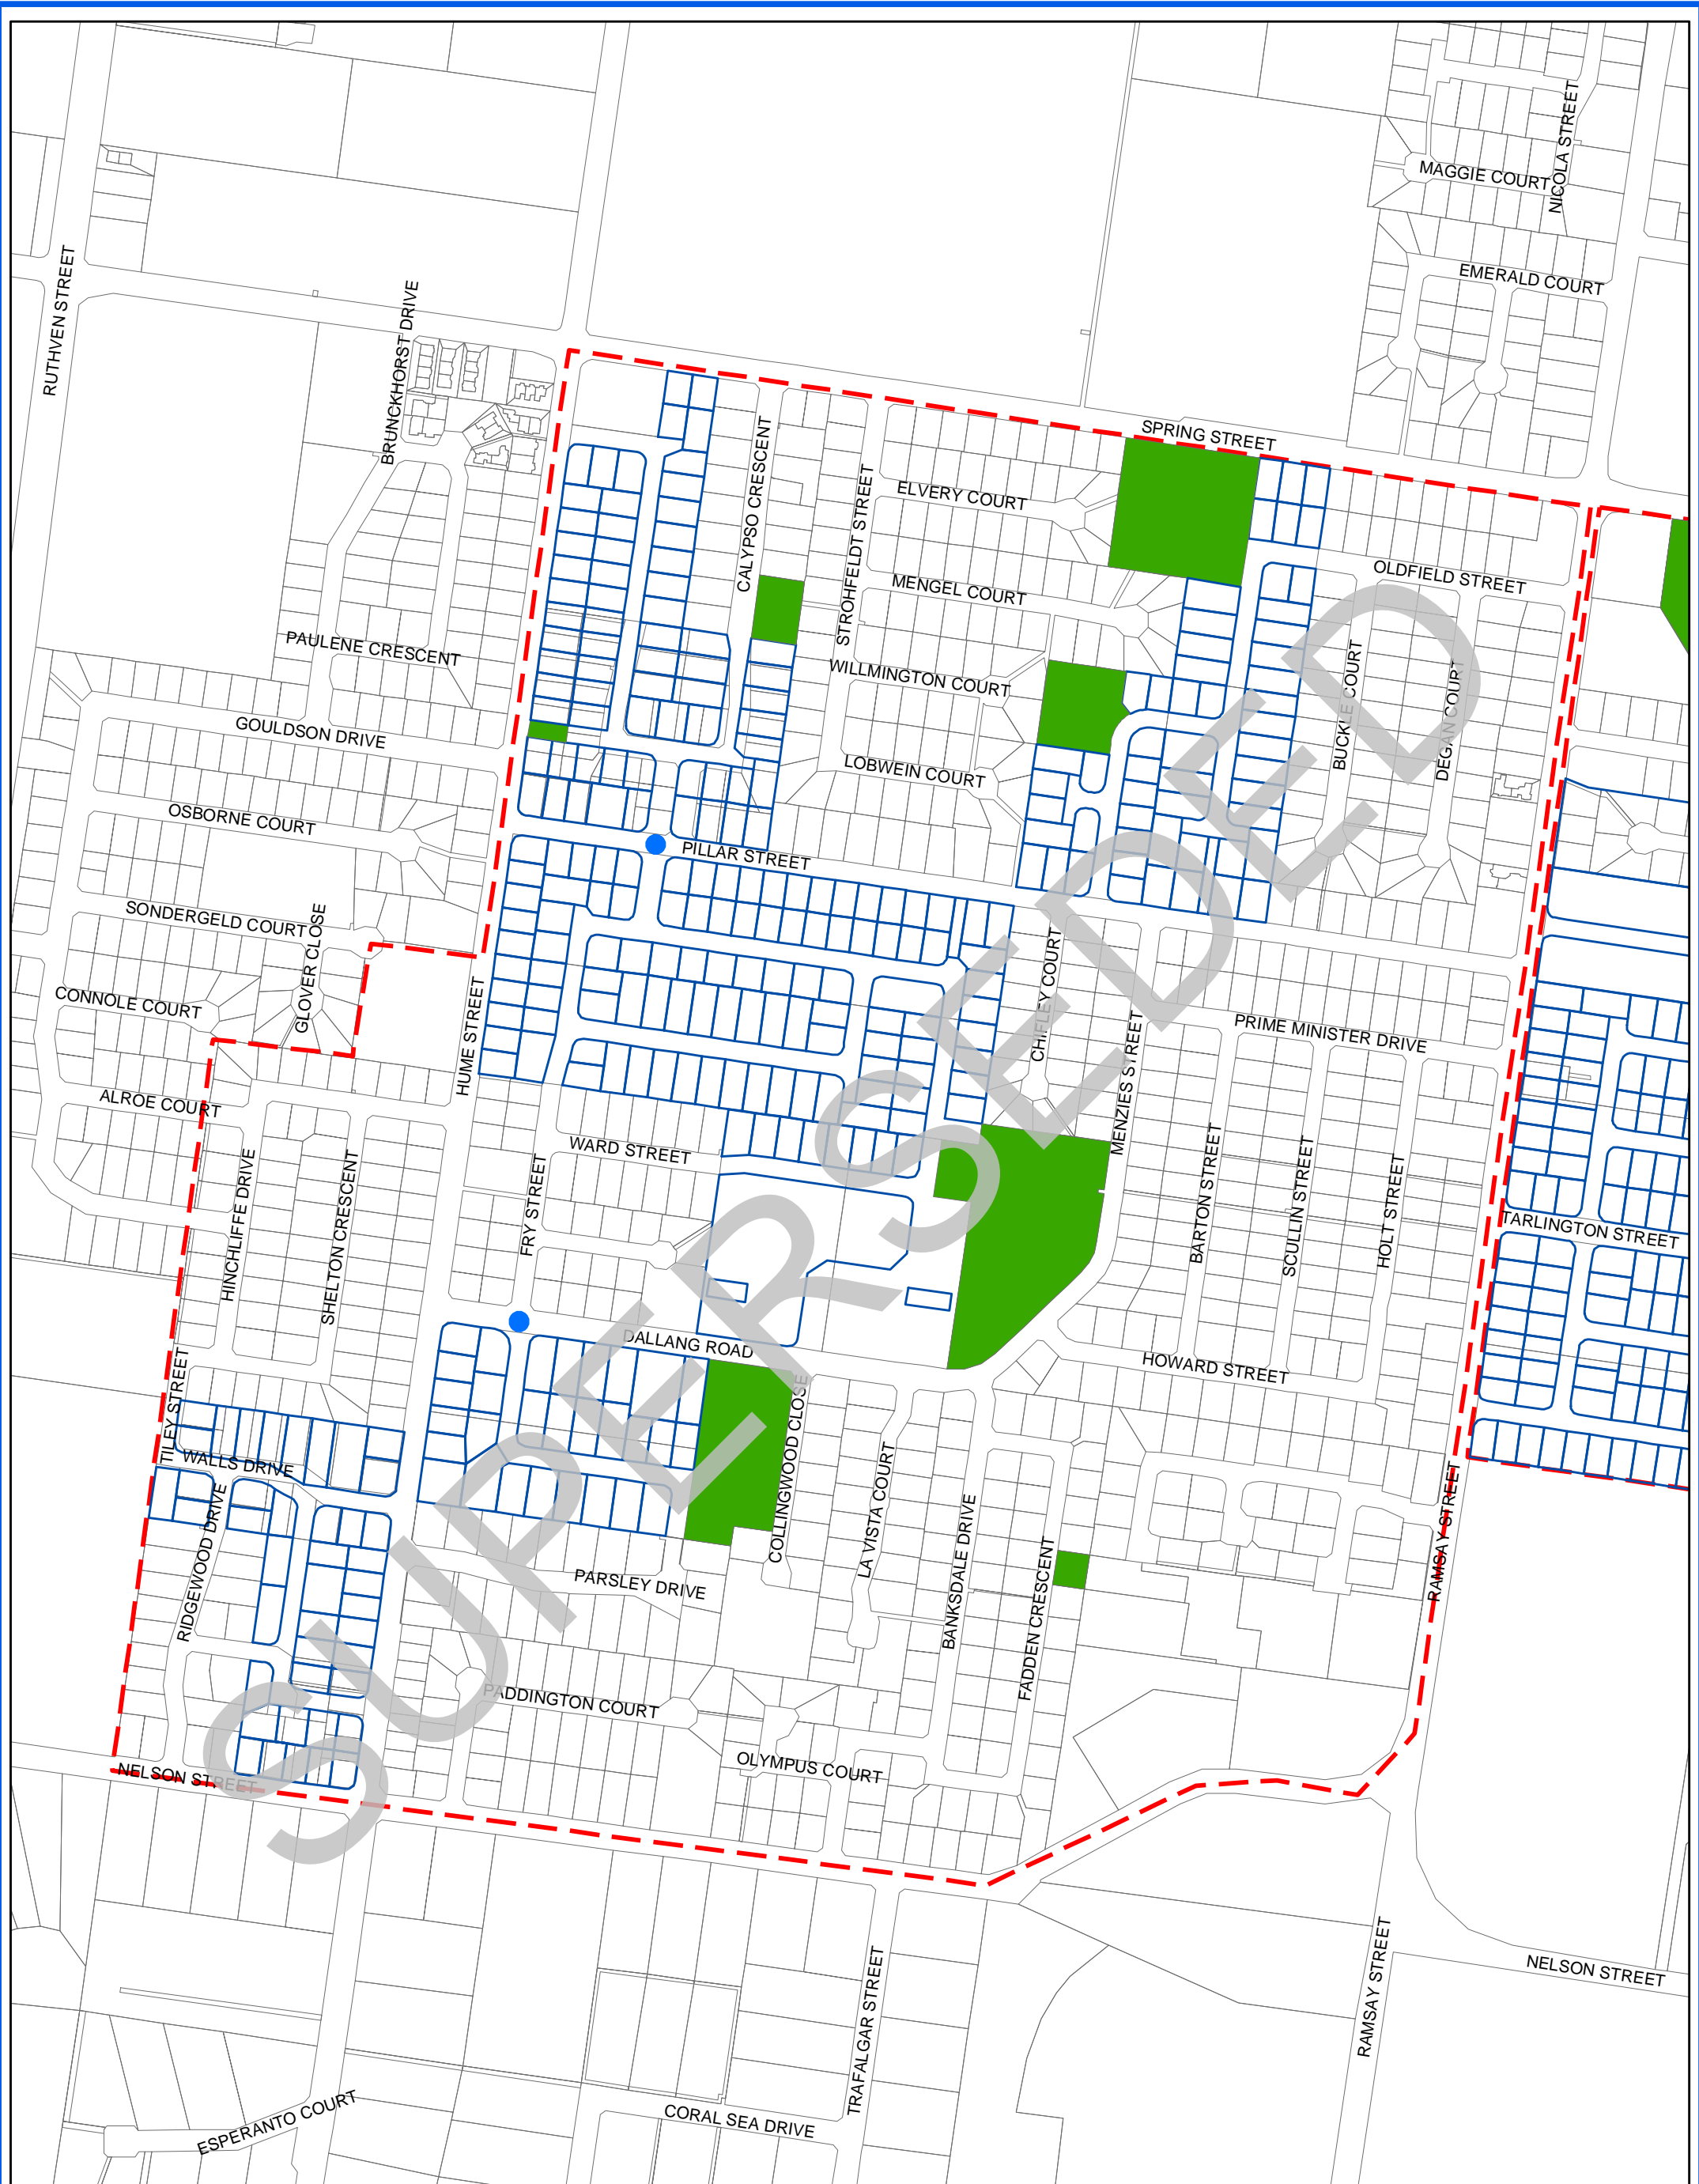 NICOLA STREET
MAGGIE COURT
EMERALD COURT
RUTHVEN STREET
BRUNCKHORST DRIVE
SPRING STREET
CALYPSO CRESCENT
STROHFELDT STREET
ELVERY COURT
OLDFIELD STREET
MENGEL COURT
PAULENE CRESCENT
WILLMINGTON COURT
BUCKLE COURT
DEGAN COURT
GOULDSON DRIVE
LOBWEIN COURT
OSBORNE COURT
PILLAR STREET
SONDERGELD COURT
GLOVER CLOSE
CONNOLE COURT
HUME STREET
CHIFLEY COURT
MENZIES STREET
PRIME MINISTER DRIVE
ALROE COURT
WARD STREET
HINCHLIFFE DRIVE
SHELTON CRESCENT
FRY STREET
BARTON STREET
SCULLIN STREET
HOLT STREET
TARLINGTON STREET
DALLANG ROAD
HOWARD STREET
TILEY STREET
WALLS DRIVE
RIDGEWOOD DRIVE
COLLINGWOOD CLOSE
LA VISTA COURT
BANKSDALE DRIVE
FADDEN CRESCENT
RAMSAY STREET
PARSLEY DRIVE
PADDINGTON COURT
OLYMPUS COURT
NELSON STREET
SUPERSEDED
TRAFALGAR STREET
RAMSAY STREET
NELSON STREET
ESPERANTO COURT
CORAL SEA DRIVE